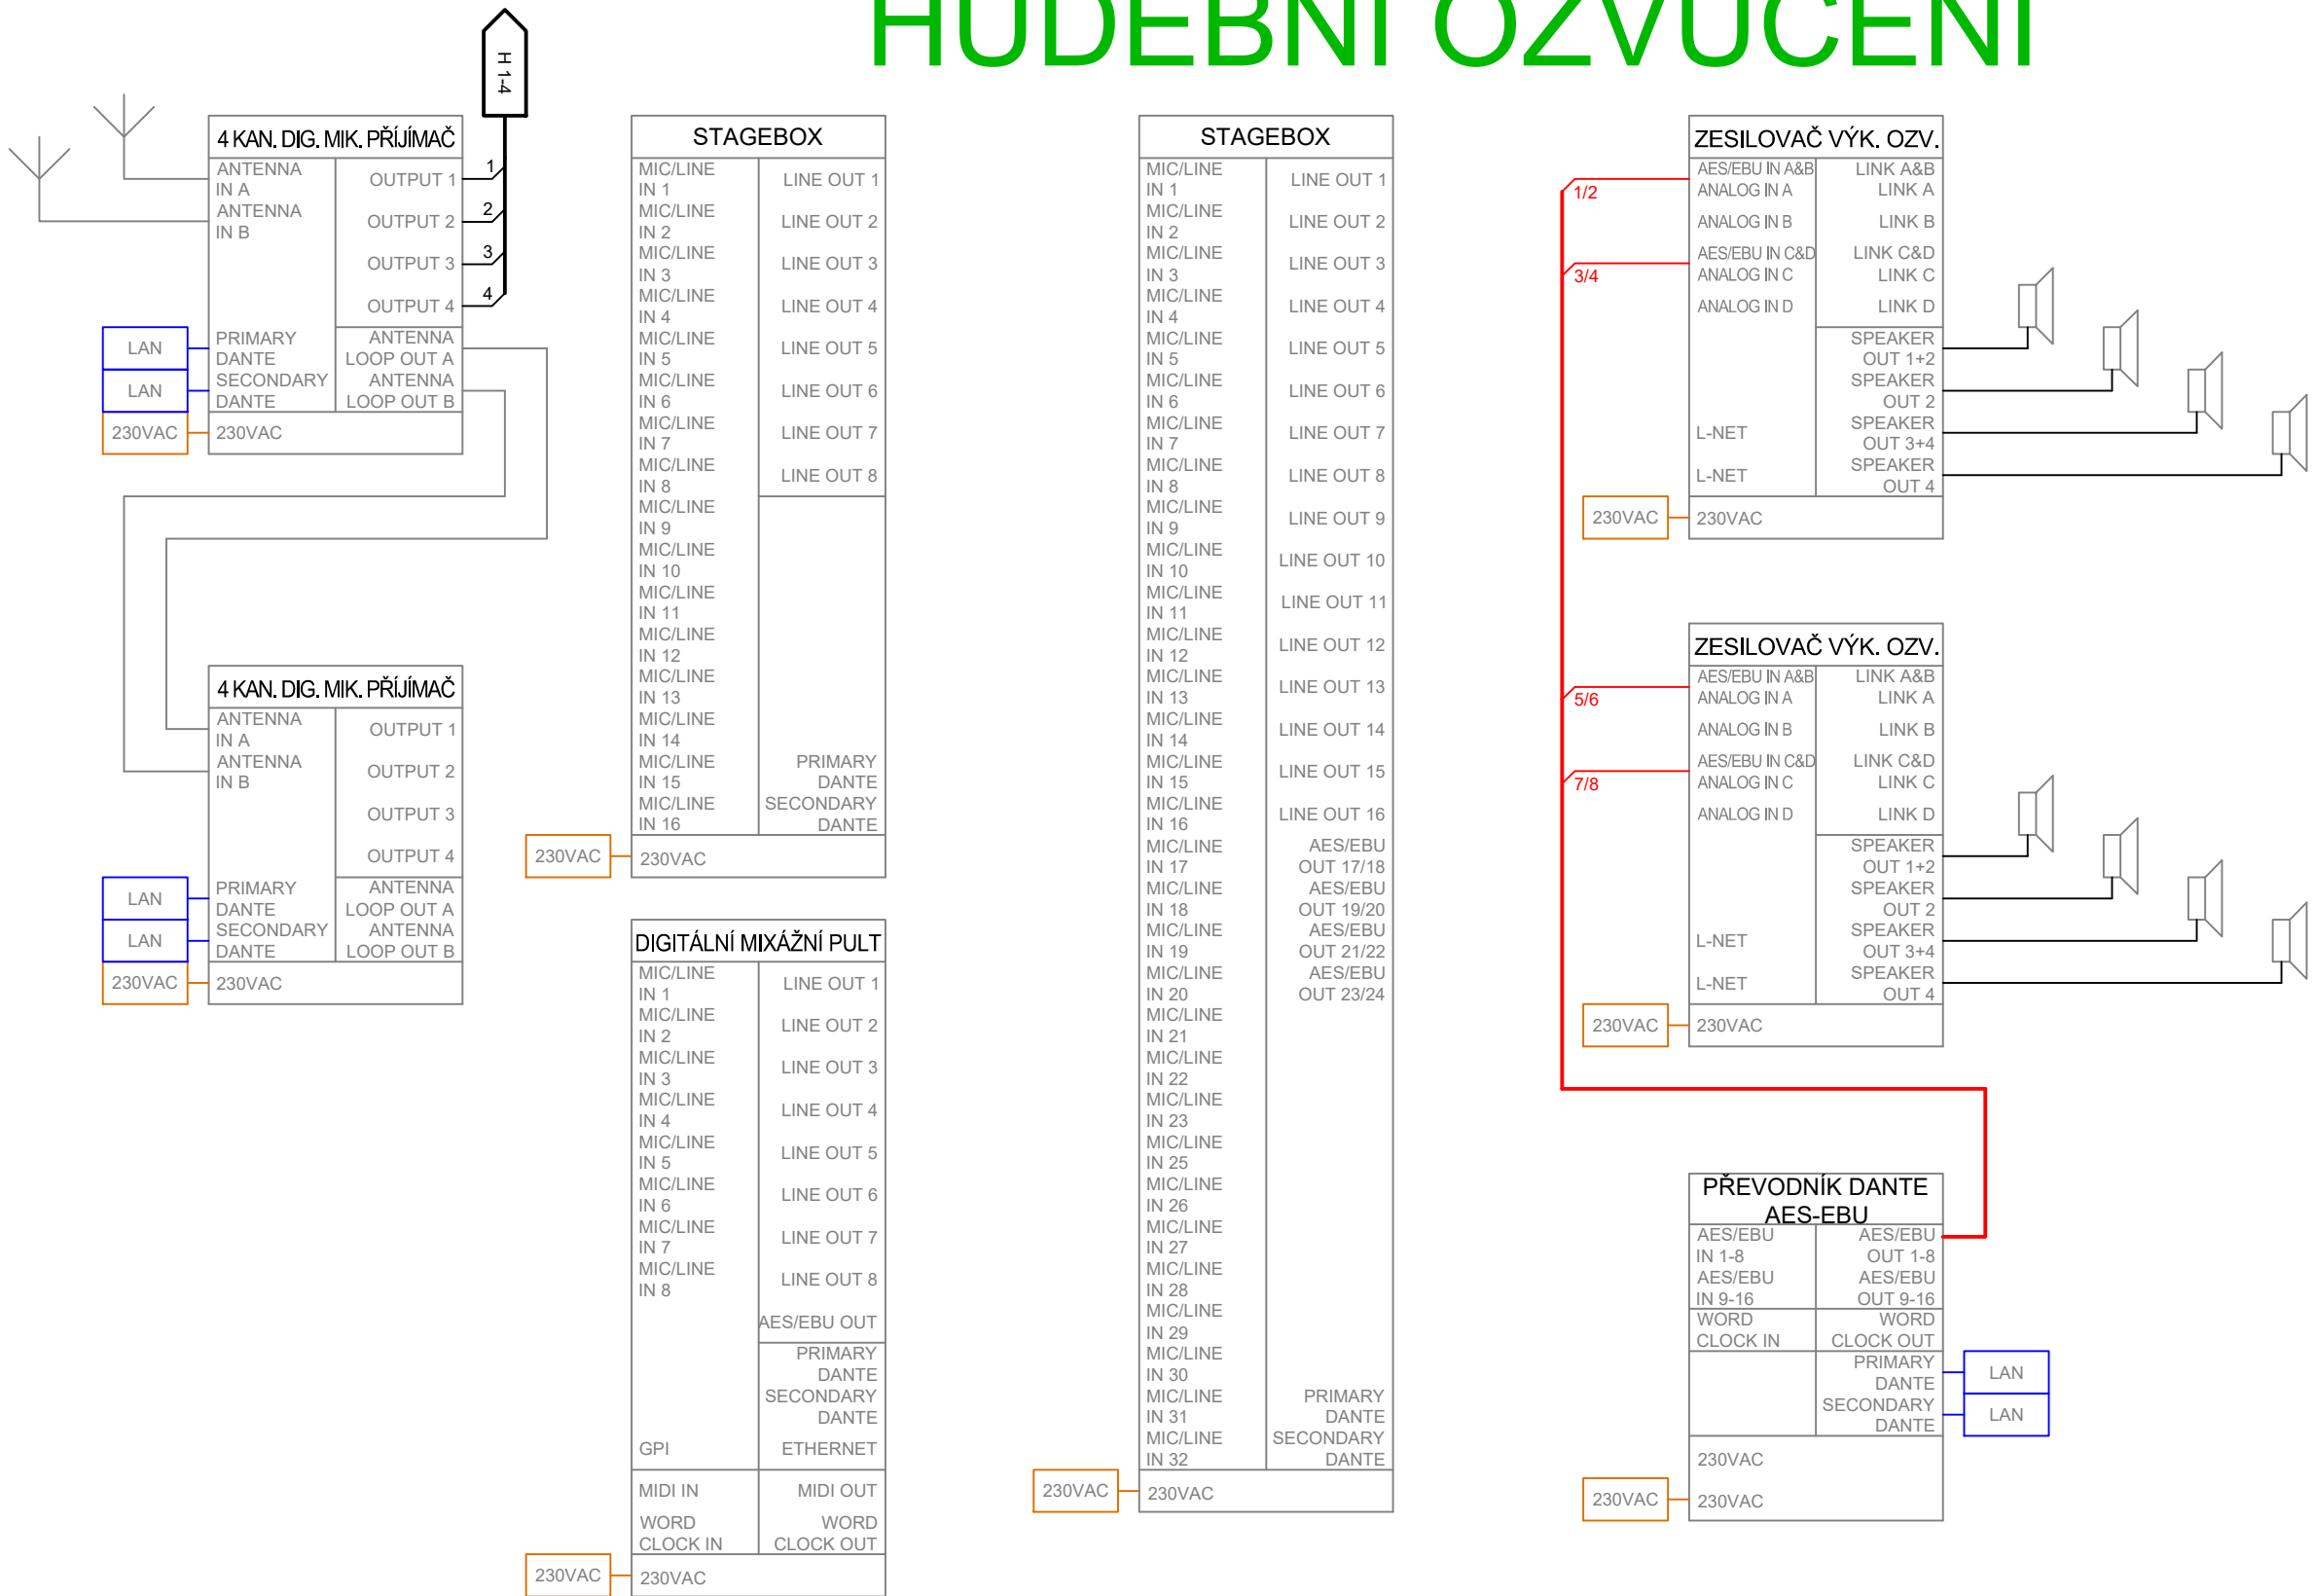 HUDEBNÍ OZVUČENÍ
H 1-4
4 KAN. DIG. MIK. PŘÍJÍMAČ
ANTENNA
IN A
ANTENNA
IN B
OUTPUT 1
OUTPUT 2
OUTPUT 3
OUTPUT 4
1
2
3
4
PRIMARY
DANTE
SECONDARY
DANTE
ANTENNA
LOOP OUT A
ANTENNA
LOOP OUT B
LAN
LAN
230VAC
230VAC
4 KAN. DIG. MIK. PŘÍJÍMAČ
ANTENNA
IN A
ANTENNA
IN B
OUTPUT 1
OUTPUT 2
OUTPUT 3
OUTPUT 4
PRIMARY
DANTE
SECONDARY
DANTE
ANTENNA
LOOP OUT A
ANTENNA
LOOP OUT B
LAN
LAN
230VAC
230VAC
STAGEBOX
MIC/LINE
IN 1
MIC/LINE
IN 2
MIC/LINE
IN 3
MIC/LINE
IN 4
MIC/LINE
IN 5
MIC/LINE
IN 6
MIC/LINE
IN 7
MIC/LINE
IN 8
MIC/LINE
IN 9
MIC/LINE
IN 10
MIC/LINE
IN 11
MIC/LINE
IN 12
MIC/LINE
IN 13
MIC/LINE
IN 14
MIC/LINE
IN 15
MIC/LINE
IN 16
LINE OUT 1
LINE OUT 2
LINE OUT 3
LINE OUT 4
LINE OUT 5
LINE OUT 6
LINE OUT 7
LINE OUT 8
PRIMARY
DANTE
SECONDARY
DANTE
230VAC
230VAC
DIGITÁLNÍ MIXÁŽNÍ PULT
MIC/LINE
IN 1
MIC/LINE
IN 2
MIC/LINE
IN 3
MIC/LINE
IN 4
MIC/LINE
IN 5
MIC/LINE
IN 6
MIC/LINE
IN 7
MIC/LINE
IN 8
LINE OUT 1
LINE OUT 2
LINE OUT 3
LINE OUT 4
LINE OUT 5
LINE OUT 6
LINE OUT 7
LINE OUT 8
AES/EBU OUT
PRIMARY
DANTE
SECONDARY
DANTE
GPI
ETHERNET
MIDI IN
MIDI OUT
WORD
CLOCK IN
WORD
CLOCK OUT
230VAC
230VAC
STAGEBOX
MIC/LINE
IN 1
MIC/LINE
IN 2
MIC/LINE
IN 3
MIC/LINE
IN 4
MIC/LINE
IN 5
MIC/LINE
IN 6
MIC/LINE
IN 7
MIC/LINE
IN 8
MIC/LINE
IN 9
MIC/LINE
IN 10
MIC/LINE
IN 11
MIC/LINE
IN 12
MIC/LINE
IN 13
MIC/LINE
IN 14
MIC/LINE
IN 15
MIC/LINE
IN 16
MIC/LINE
IN 17
MIC/LINE
IN 18
MIC/LINE
IN 19
MIC/LINE
IN 20
MIC/LINE
IN 21
MIC/LINE
IN 22
MIC/LINE
IN 23
MIC/LINE
IN 25
MIC/LINE
IN 26
MIC/LINE
IN 27
MIC/LINE
IN 28
MIC/LINE
IN 29
MIC/LINE
IN 30
MIC/LINE
IN 31
MIC/LINE
IN 32
LINE OUT 1
LINE OUT 2
LINE OUT 3
LINE OUT 4
LINE OUT 5
LINE OUT 6
LINE OUT 7
LINE OUT 8
LINE OUT 9
LINE OUT 10
LINE OUT 11
LINE OUT 12
LINE OUT 13
LINE OUT 14
LINE OUT 15
LINE OUT 16
AES/EBU
OUT 17/18
AES/EBU
OUT 19/20
AES/EBU
OUT 21/22
AES/EBU
OUT 23/24
PRIMARY
DANTE
SECONDARY
DANTE
230VAC
230VAC
ZESILOVAČ VÝK. OZV.
1/2
3/4
AES/EBU IN A&B
ANALOG IN A
ANALOG IN B
AES/EBU IN C&D
ANALOG IN C
ANALOG IN D
L-NET
L-NET
LINK A&B
LINK A
LINK B
LINK C&D
LINK C
LINK D
SPEAKER
OUT 1+2
SPEAKER
OUT 2
SPEAKER
OUT 3+4
SPEAKER
OUT 4
230VAC
230VAC
ZESILOVAČ VÝK. OZV.
5/6
7/8
AES/EBU IN A&B
ANALOG IN A
ANALOG IN B
AES/EBU IN C&D
ANALOG IN C
ANALOG IN D
L-NET
L-NET
LINK A&B
LINK A
LINK B
LINK C&D
LINK C
LINK D
SPEAKER
OUT 1+2
SPEAKER
OUT 2
SPEAKER
OUT 3+4
SPEAKER
OUT 4
230VAC
230VAC
PŘEVODNÍK DANTE
AES-EBU
AES/EBU
IN 1-8
AES/EBU
IN 9-16
AES/EBU
OUT 1-8
AES/EBU
OUT 9-16
WORD
CLOCK IN
WORD
CLOCK OUT
PRIMARY
DANTE
SECONDARY
DANTE
LAN
LAN
230VAC
230VAC
230VAC